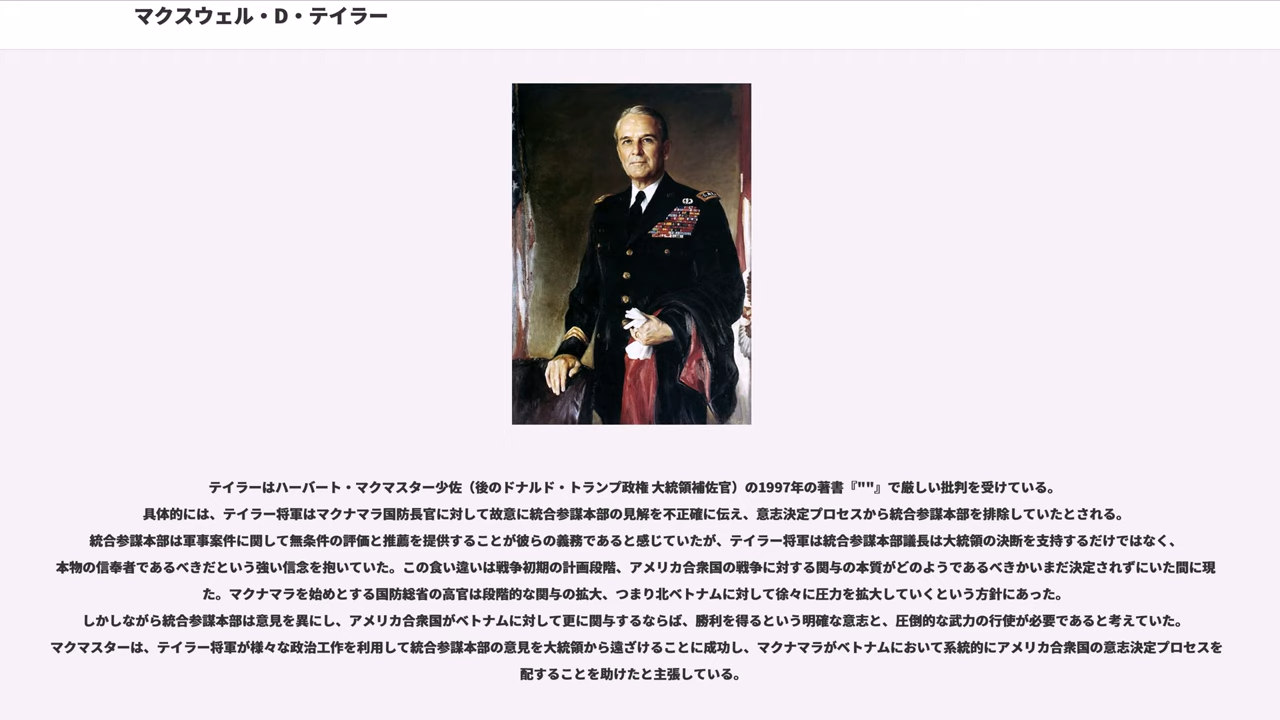 マクスウェル・D・テイラー
テイラーはハーバート・マクマスター少佐（後のドナルド・トランプ政権 大統領補佐官）の1997年の著書『""』で厳しい批判を受けている。
具体的には、テイラー将軍はマクナマラ国防長官に対して故意に統合参謀本部の見解を不正確に伝え、意志決定プロセスから統合参謀本部を排除していたとされる。
統合参謀本部は軍事案件に関して無条件の評価と推薦を提供することが彼らの義務であると感じていたが、テイラー将軍は統合参謀本部議長は大統領の決断を支持するだけではなく、
本物の信奉者であるべきだという強い信念を抱いていた。この食い違いは戦争初期の計画段階、アメリカ合衆国の戦争に対する関与の本質がどのようであるべきかいまだ決定されずにいた間に現
た。マクナマラを始めとする国防総省の高官は段階的な関与の拡大、つまり北ベトナムに対して徐々に圧力を拡大していくという方針にあった。
しかしながら統合参謀本部は意見を異にし、アメリカ合衆国がベトナムに対して更に関与するならば、勝利を得るという明確な意志と、圧倒的な武力の行使が必要であると考えていた。
マクマスターは、テイラー将軍が様々な政治工作を利用して統合参謀本部の意見を大統領から遠ざけることに成功し、マクナマラがベトナムにおいて系統的にアメリカ合衆国の意志決定プロセスを
配することを助けたと主張している。